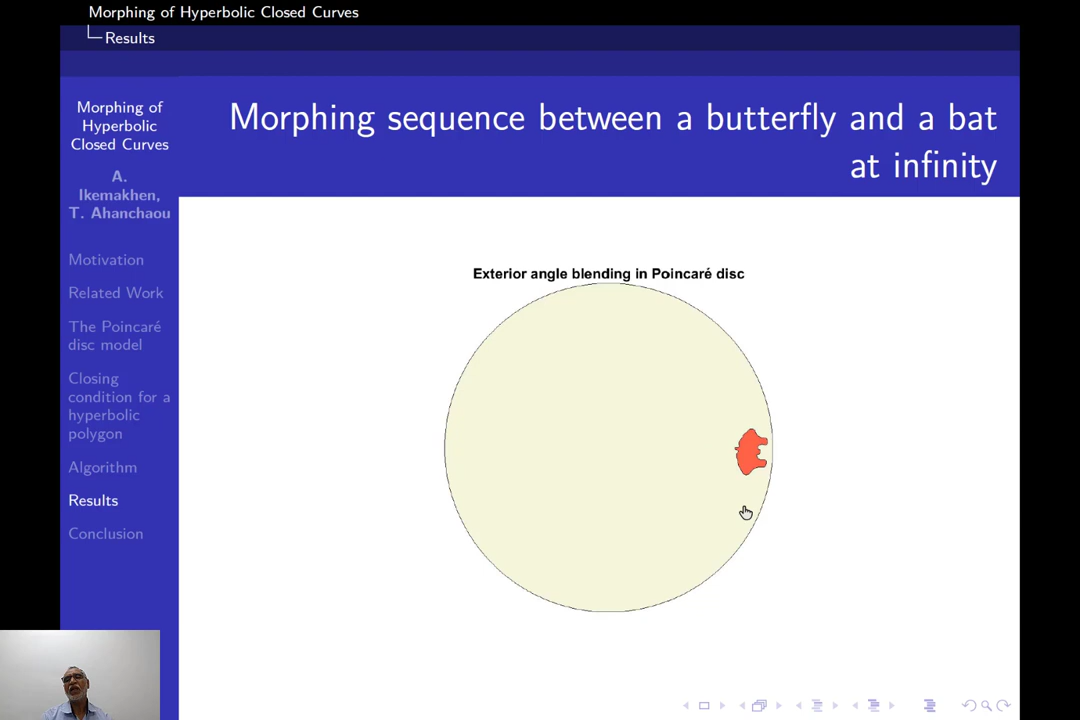 Morphing of Hyperbolic Closed Curves
Results
Morphing of
Hyperbolic
Closed Curves
A.
Ikemakhen,
T. Ahanchaou
Motivation
Related Work
The Poincaré
disc model
Closing
condition for a
hyperbolic
polygon
Algorithm
Results
Conclusion
Morphing sequence between a butterfly and a bat
at infinity
Exterior angle blending in Poincaré disc